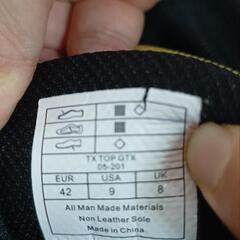 TX TOP GTX
05-201
EUR USA UK
42 9 8
All Man Made Materials
Non Leather Sole
Made in China